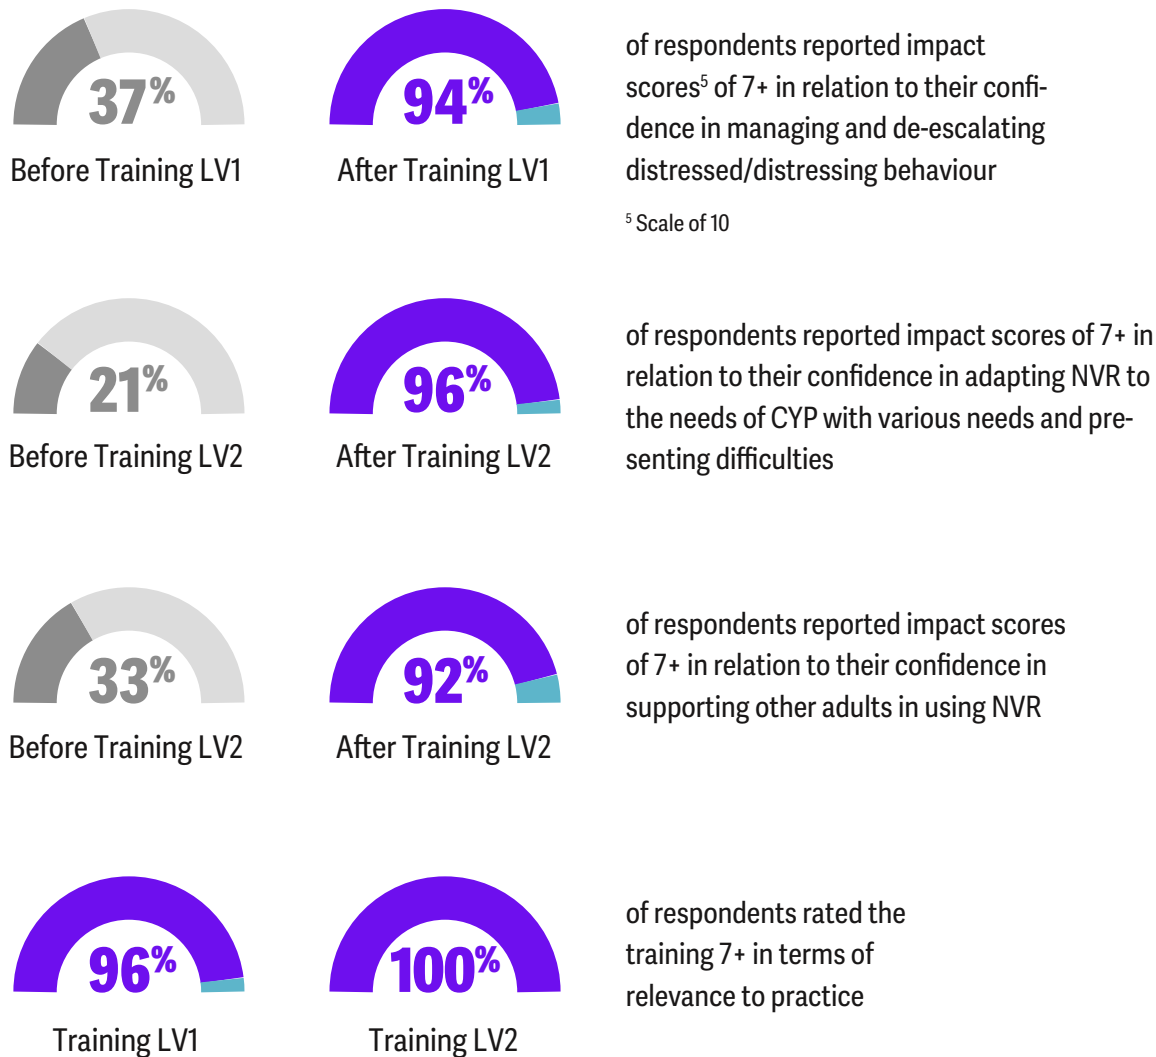 37%
Before Training LV1
94%
After Training LV1
of respondents reported impact
scores⁵ of 7+ in relation to their confi-
dence in managing and de-escalating
distressed/distressing behaviour
⁵ Scale of 10
21%
Before Training LV2
96%
After Training LV2
of respondents reported impact scores of 7+ in
relation to their confidence in adapting NVR to
the needs of CYP with various needs and pre-
senting difficulties
33%
Before Training LV2
92%
After Training LV2
of respondents reported impact scores
of 7+ in relation to their confidence in
supporting other adults in using NVR
96%
Training LV1
100%
Training LV2
of respondents rated the
training 7+ in terms of
relevance to practice